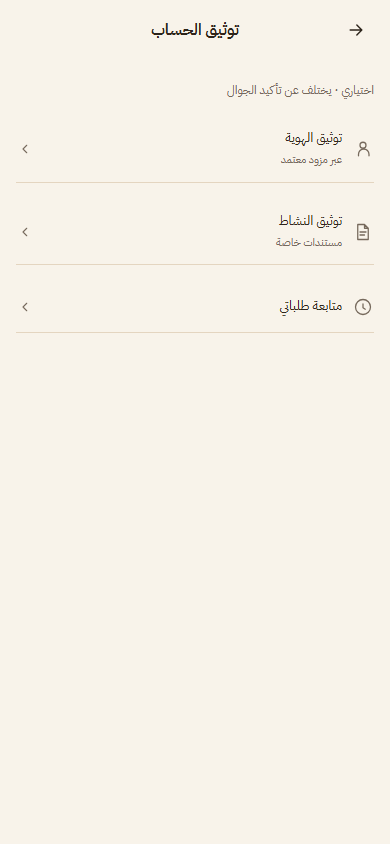 توثيق الحساب
اختياري · يختلف عن تأكيد الجوال
توثيق الهوية
عبر مزود معتمد
توثيق النشاط
مستندات خاصة
متابعة طلباتي